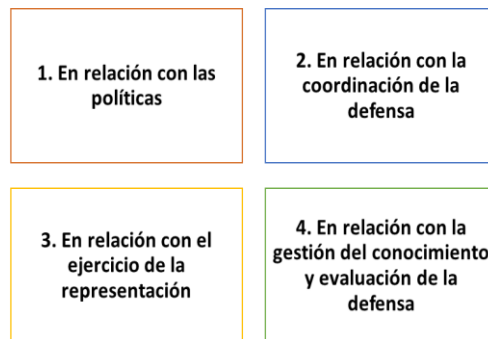 1. En relación con las
políticas
2. En relación con la
coordinación de la
defensa
3. En relación con el
ejercicio de la
representación
4. En relación con la
gestión del conocimiento
y evaluación de la
defensa